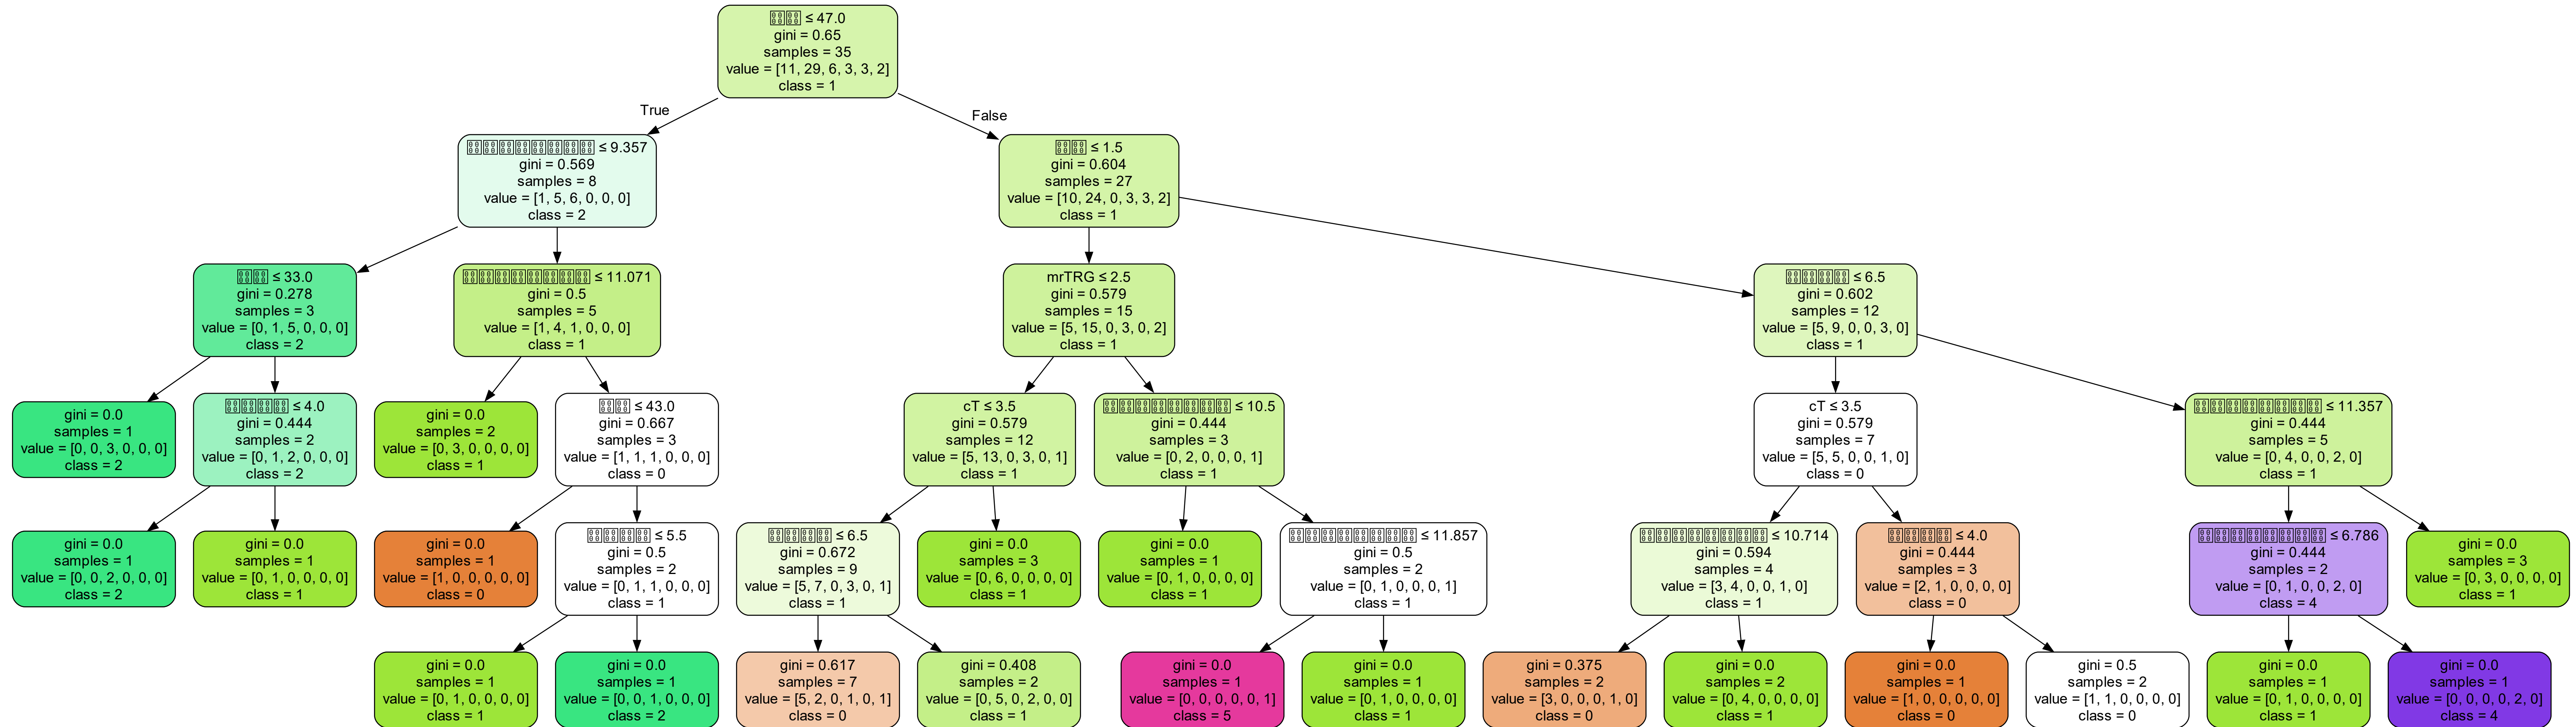 ≤ 47.0
gini = 0.65
samples = 35
value = [11, 29, 6, 3, 3, 2]
class = 1
True
False
≤ 9.357
gini = 0.569
samples = 8
value = [1, 5, 6, 0, 0, 0]
class = 2
≤ 1.5
gini = 0.604
samples = 27
value = [10, 24, 0, 3, 3, 2]
class = 1
≤ 33.0
gini = 0.278
samples = 3
value = [0, 1, 5, 0, 0, 0]
class = 2
≤ 11.071
gini = 0.5
samples = 5
value = [1, 4, 1, 0, 0, 0]
class = 1
mrTRG ≤ 2.5
gini = 0.579
samples = 15
value = [5, 15, 0, 3, 0, 2]
class = 1
≤ 6.5
gini = 0.602
samples = 12
value = [5, 9, 0, 0, 3, 0]
class = 1
gini = 0.0
samples = 1
value = [0, 0, 3, 0, 0, 0]
class = 2
≤ 4.0
gini = 0.444
samples = 2
value = [0, 1, 2, 0, 0, 0]
class = 2
gini = 0.0
samples = 2
value = [0, 3, 0, 0, 0, 0]
class = 1
≤ 43.0
gini = 0.667
samples = 3
value = [1, 1, 1, 0, 0, 0]
class = 0
cT ≤ 3.5
gini = 0.579
samples = 12
value = [5, 13, 0, 3, 0, 1]
class = 1
≤ 10.5
gini = 0.444
samples = 3
value = [0, 2, 0, 0, 0, 1]
class = 1
cT ≤ 3.5
gini = 0.579
samples = 7
value = [5, 5, 0, 0, 1, 0]
class = 0
≤ 11.357
gini = 0.444
samples = 5
value = [0, 4, 0, 0, 2, 0]
class = 1
gini = 0.0
samples = 1
value = [0, 0, 2, 0, 0, 0]
class = 2
gini = 0.0
samples = 1
value = [0, 1, 0, 0, 0, 0]
class = 1
gini = 0.0
samples = 1
value = [1, 0, 0, 0, 0, 0]
class = 0
≤ 5.5
gini = 0.5
samples = 2
value = [0, 1, 1, 0, 0, 0]
class = 1
≤ 6.5
gini = 0.672
samples = 9
value = [5, 7, 0, 3, 0, 1]
class = 1
gini = 0.0
samples = 3
value = [0, 6, 0, 0, 0, 0]
class = 1
gini = 0.0
samples = 1
value = [0, 1, 0, 0, 0, 0]
class = 1
≤ 11.857
gini = 0.5
samples = 2
value = [0, 1, 0, 0, 0, 1]
class = 1
≤ 10.714
gini = 0.594
samples = 4
value = [3, 4, 0, 0, 1, 0]
class = 1
≤ 4.0
gini = 0.444
samples = 3
value = [2, 1, 0, 0, 0, 0]
class = 0
≤ 6.786
gini = 0.444
samples = 2
value = [0, 1, 0, 0, 2, 0]
class = 4
gini = 0.0
samples = 3
value = [0, 3, 0, 0, 0, 0]
class = 1
gini = 0.0
samples = 1
value = [0, 1, 0, 0, 0, 0]
class = 1
gini = 0.0
samples = 1
value = [0, 0, 1, 0, 0, 0]
class = 2
gini = 0.617
samples = 7
value = [5, 2, 0, 1, 0, 1]
class = 0
gini = 0.408
samples = 2
value = [0, 5, 0, 2, 0, 0]
class = 1
gini = 0.0
samples = 1
value = [0, 0, 0, 0, 0, 1]
class = 5
gini = 0.0
samples = 1
value = [0, 1, 0, 0, 0, 0]
class = 1
gini = 0.375
samples = 2
value = [3, 0, 0, 0, 1, 0]
class = 0
gini = 0.0
samples = 2
value = [0, 4, 0, 0, 0, 0]
class = 1
gini = 0.0
samples = 1
value = [1, 0, 0, 0, 0, 0]
class = 0
gini = 0.5
samples = 2
value = [1, 1, 0, 0, 0, 0]
class = 0
gini = 0.0
samples = 1
value = [0, 1, 0, 0, 0, 0]
class = 1
gini = 0.0
samples = 1
value = [0, 0, 0, 0, 2, 0]
class = 4